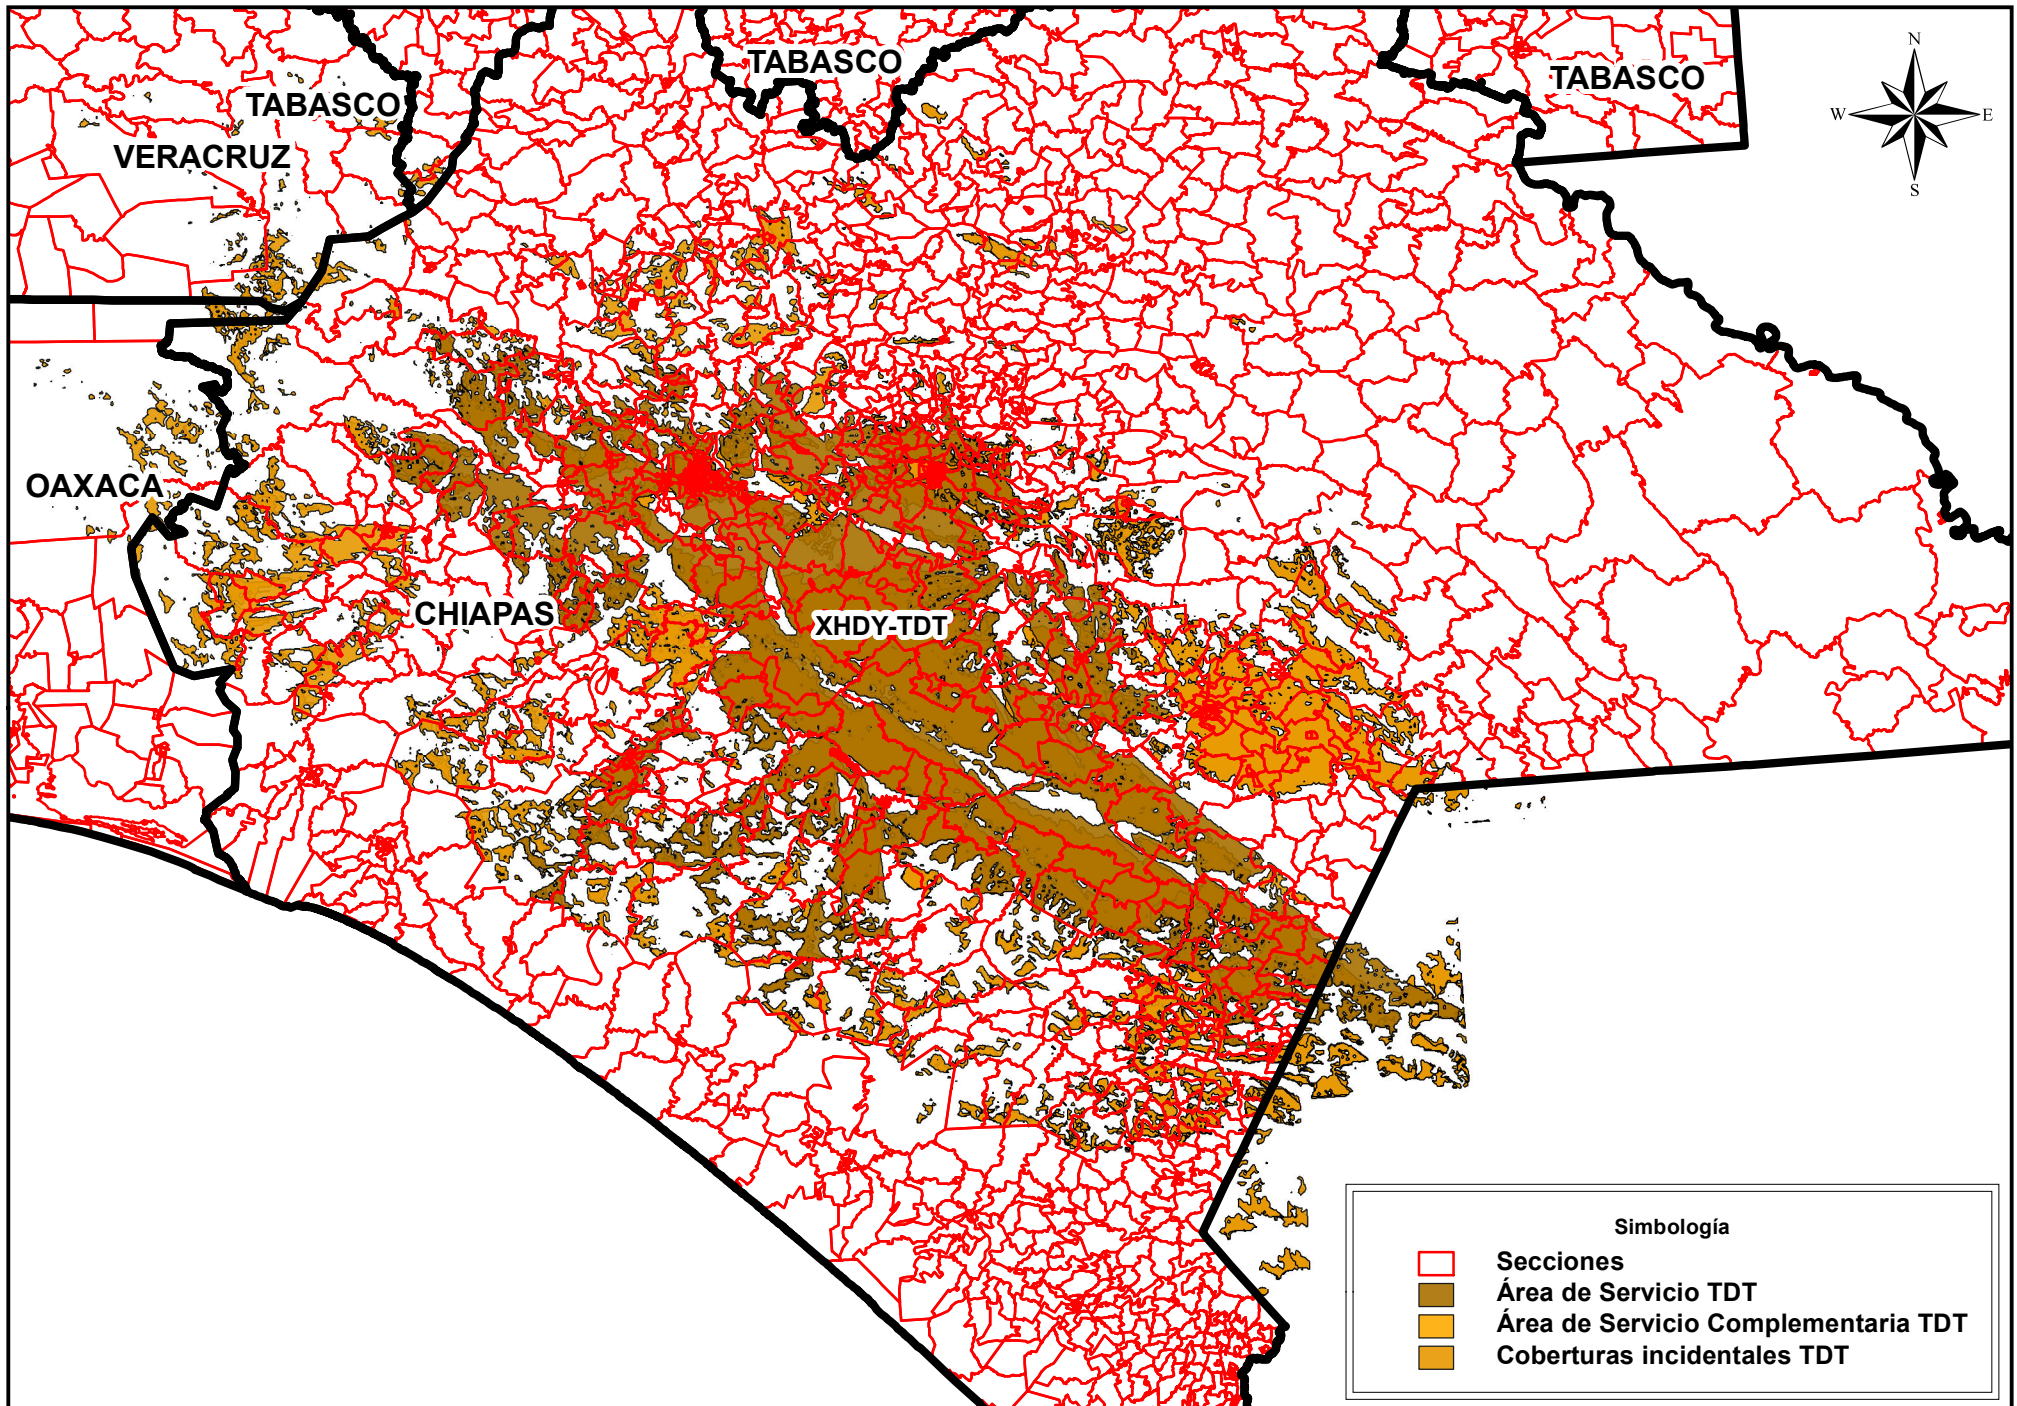 N
TABASCO
TABASCO
TABASCO
W
E
VERACRUZ
S
OAXACA
CHIAPAS
XHDY-TDT
Simbología
Secciones
Área de Servicio TDT
Área de Servicio Complementaria TDT
Coberturas incidentales TDT